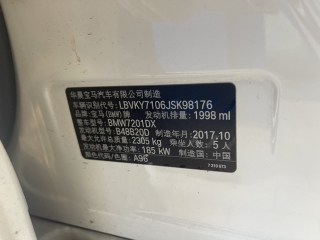 华晨宝马汽车有限公司制造
车辆识别代号: LBVKY7106JSK98176
品牌: 宝马(BMW)牌 发动机排量: 1998 ml
整车型号: BMW7201DX
发动机型号: B48B20D 制造年月: 2017.10
最大允许总质量: 2305 kg 乘坐人数: 5 人
发动机最大净功率: 185 kW 制造国: 中国
颜色代号: 色漆: A96